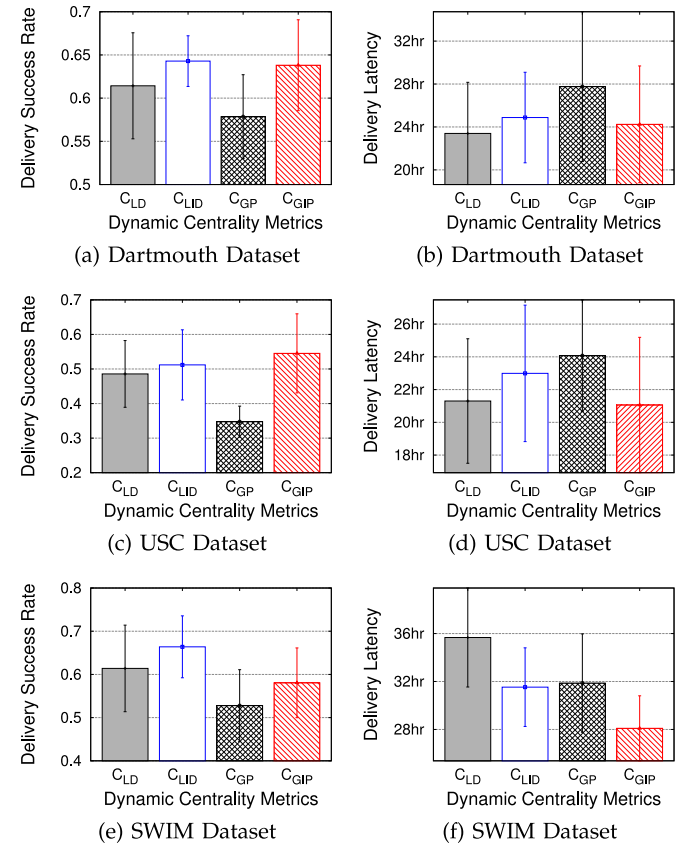 Delivery Success Rate
0.7
0.65
0.6
0.55
0.5
C_LD C_LID C_GP C_GIP
Dynamic Centrality Metrics
(a) Dartmouth Dataset
Delivery Latency
32hr
28hr
24hr
20hr
C_LD C_LID C_GP C_GIP
Dynamic Centrality Metrics
(b) Dartmouth Dataset
Delivery Success Rate
0.7
0.6
0.5
0.4
0.3
0.2
C_LD C_LID C_GP C_GIP
Dynamic Centrality Metrics
(c) USC Dataset
Delivery Latency
26hr
24hr
22hr
20hr
18hr
C_LD C_LID C_GP C_GIP
Dynamic Centrality Metrics
(d) USC Dataset
Delivery Success Rate
0.8
0.7
0.6
0.5
0.4
C_LD C_LID C_GP C_GIP
Dynamic Centrality Metrics
(e) SWIM Dataset
Delivery Latency
36hr
32hr
28hr
C_LD C_LID C_GP C_GIP
Dynamic Centrality Metrics
(f) SWIM Dataset